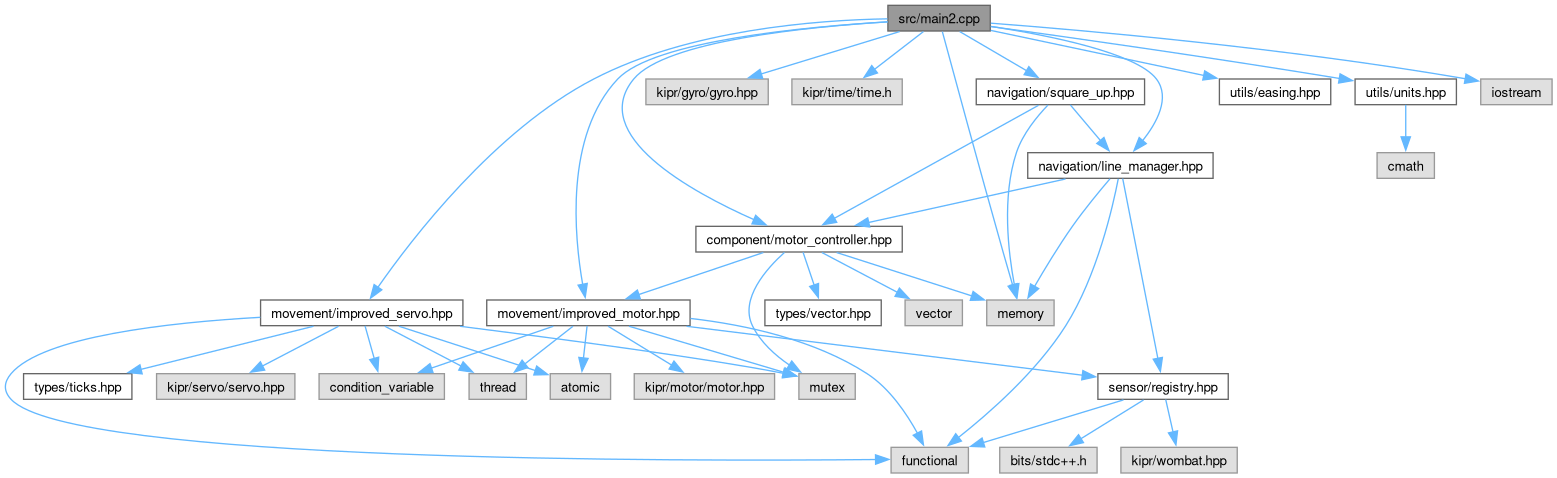 src/main2.cpp
kipr/gyro/gyro.hpp
kipr/time/time.h
navigation/square_up.hpp
utils/easing.hpp
utils/units.hpp
iostream
navigation/line_manager.hpp
cmath
component/motor_controller.hpp
movement/improved_servo.hpp
movement/improved_motor.hpp
types/vector.hpp
vector
memory
types/ticks.hpp
kipr/servo/servo.hpp
condition_variable
thread
atomic
kipr/motor/motor.hpp
mutex
sensor/registry.hpp
functional
bits/stdc++.h
kipr/wombat.hpp